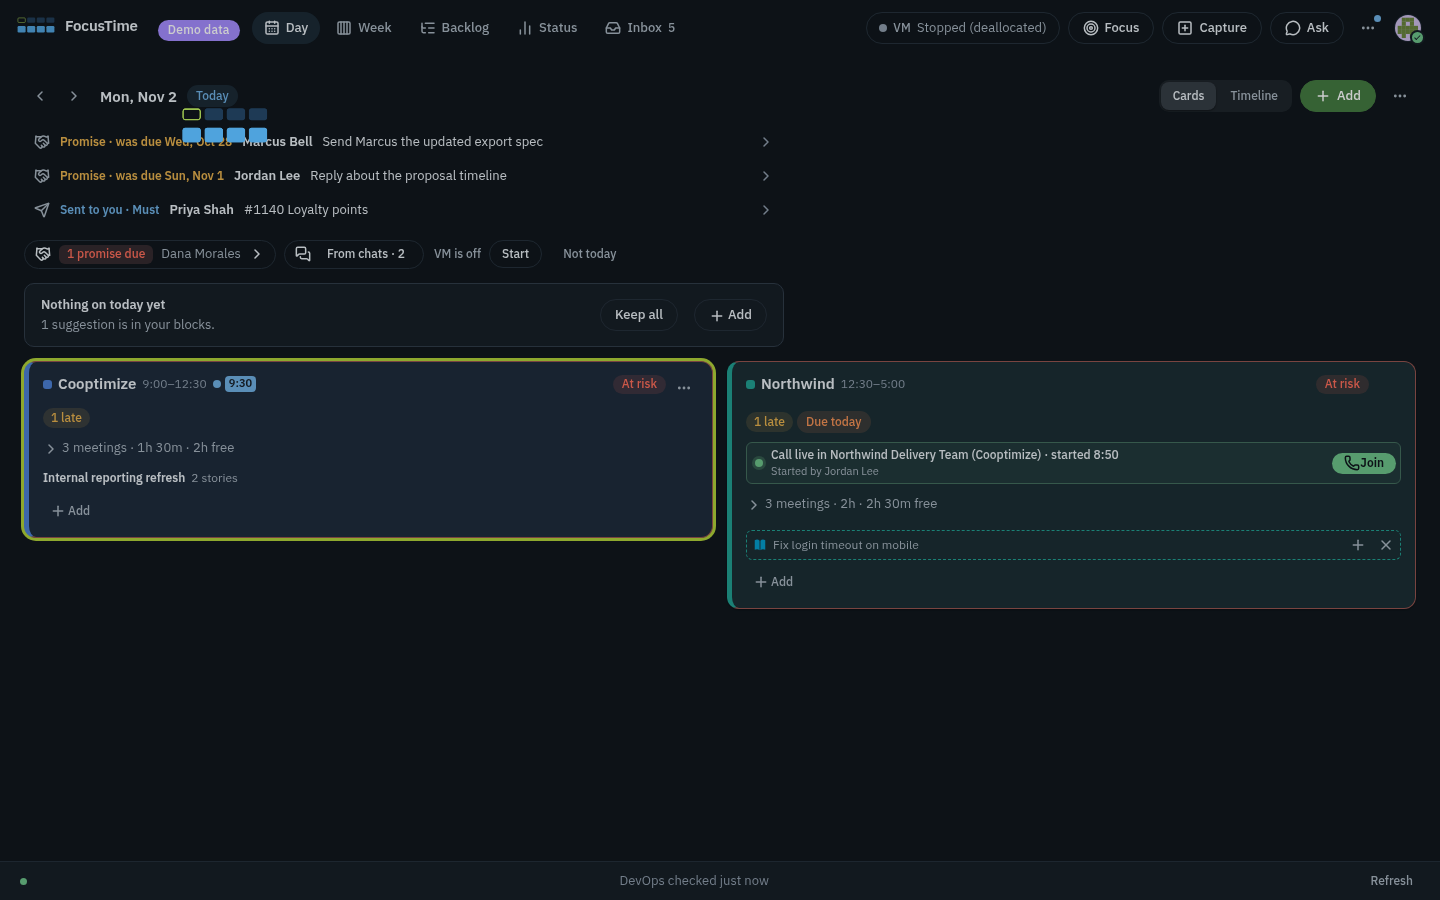 FocusTime
Demo data
Day
Week
Backlog
Status
Inbox 5
VM Stopped (deallocated)
Focus
Capture
Ask
Mon, Nov 2
Today
Cards
Timeline
Add
Promise · was due Wed, Oct 28 Marcus Bell Send Marcus the updated export spec
Promise · was due Sun, Nov 1 Jordan Lee Reply about the proposal timeline
Sent to you · Must Priya Shah #1140 Loyalty points
1 promise due Dana Morales
From chats · 2
VM is off
Start
Not today
Nothing on today yet
1 suggestion is in your blocks.
Keep all
Add
Cooptimize 9:00–12:30 9:30
At risk
1 late
3 meetings · 1h 30m · 2h free
Internal reporting refresh 2 stories
Add
Northwind 12:30–5:00
At risk
1 late
Due today
Call live in Northwind Delivery Team (Cooptimize) · started 8:50
Started by Jordan Lee
Join
3 meetings · 2h · 2h 30m free
Fix login timeout on mobile
Add
DevOps checked just now
Refresh